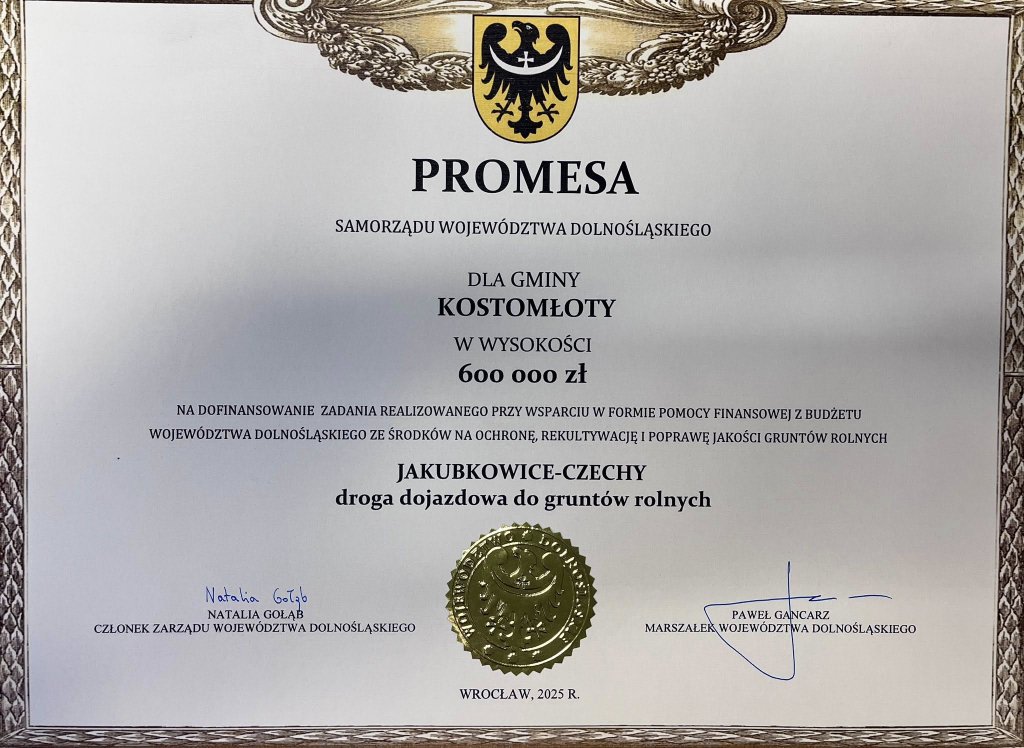 PROMESA
SAMORZĄDU WOJEWÓDZTWA DOLNOŚLĄSKIEGO
DLA GMINY
KOSTOMŁOTY
W WYSOKOŚCI
600 000 zł
NA DOFINANSOWANIE ZADANIA REALIZOWANEGO PRZY WSPARCIU W FORMIE POMOCY FINANSOWEJ Z BUDŻETU
WOJEWÓDZTWA DOLNOŚLĄSKIEGO ZE ŚRODKÓW NA OCHRONĘ, REKULTYWACJĘ I POPRAWĘ JAKOŚCI GRUNTÓW ROLNYCH
JAKUBKOWICE-CZECHY
droga dojazdowa do gruntów rolnych
WOJEWÓDZTWO DOLNOŚLĄSKIE
Natalia Gołąb
NATALIA GOŁĄB
CZŁONEK ZARZĄDU WOJEWÓDZTWA DOLNOŚLĄSKIEGO
PAWEŁ GANCARZ
MARSZAŁEK WOJEWÓDZTWA DOLNOŚLĄSKIEGO
WROCŁAW, 2025 R.